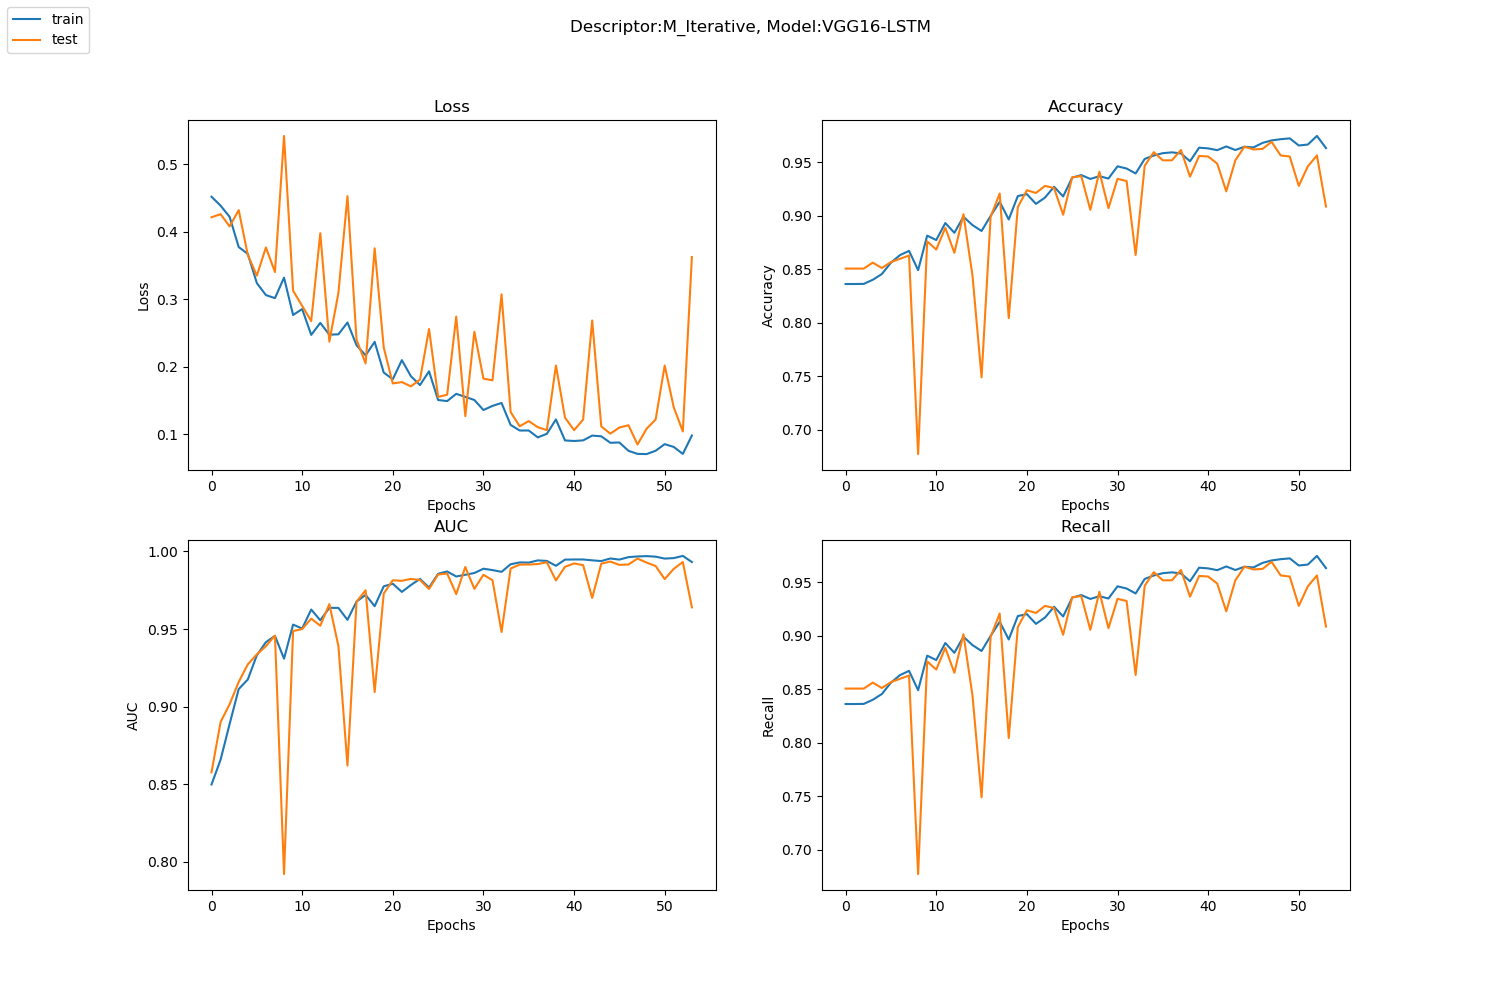 train
test
Descriptor:M_Iterative, Model:VGG16-LSTM
Loss
Loss
0.5
0.4
0.3
0.2
0.1
0 10 20 30 40 50
Epochs
Accuracy
Accuracy
0.95
0.90
0.85
0.80
0.75
0.70
0 10 20 30 40 50
Epochs
AUC
AUC
1.00
0.95
0.90
0.85
0.80
0 10 20 30 40 50
Epochs
Recall
Recall
0.95
0.90
0.85
0.80
0.75
0.70
0 10 20 30 40 50
Epochs